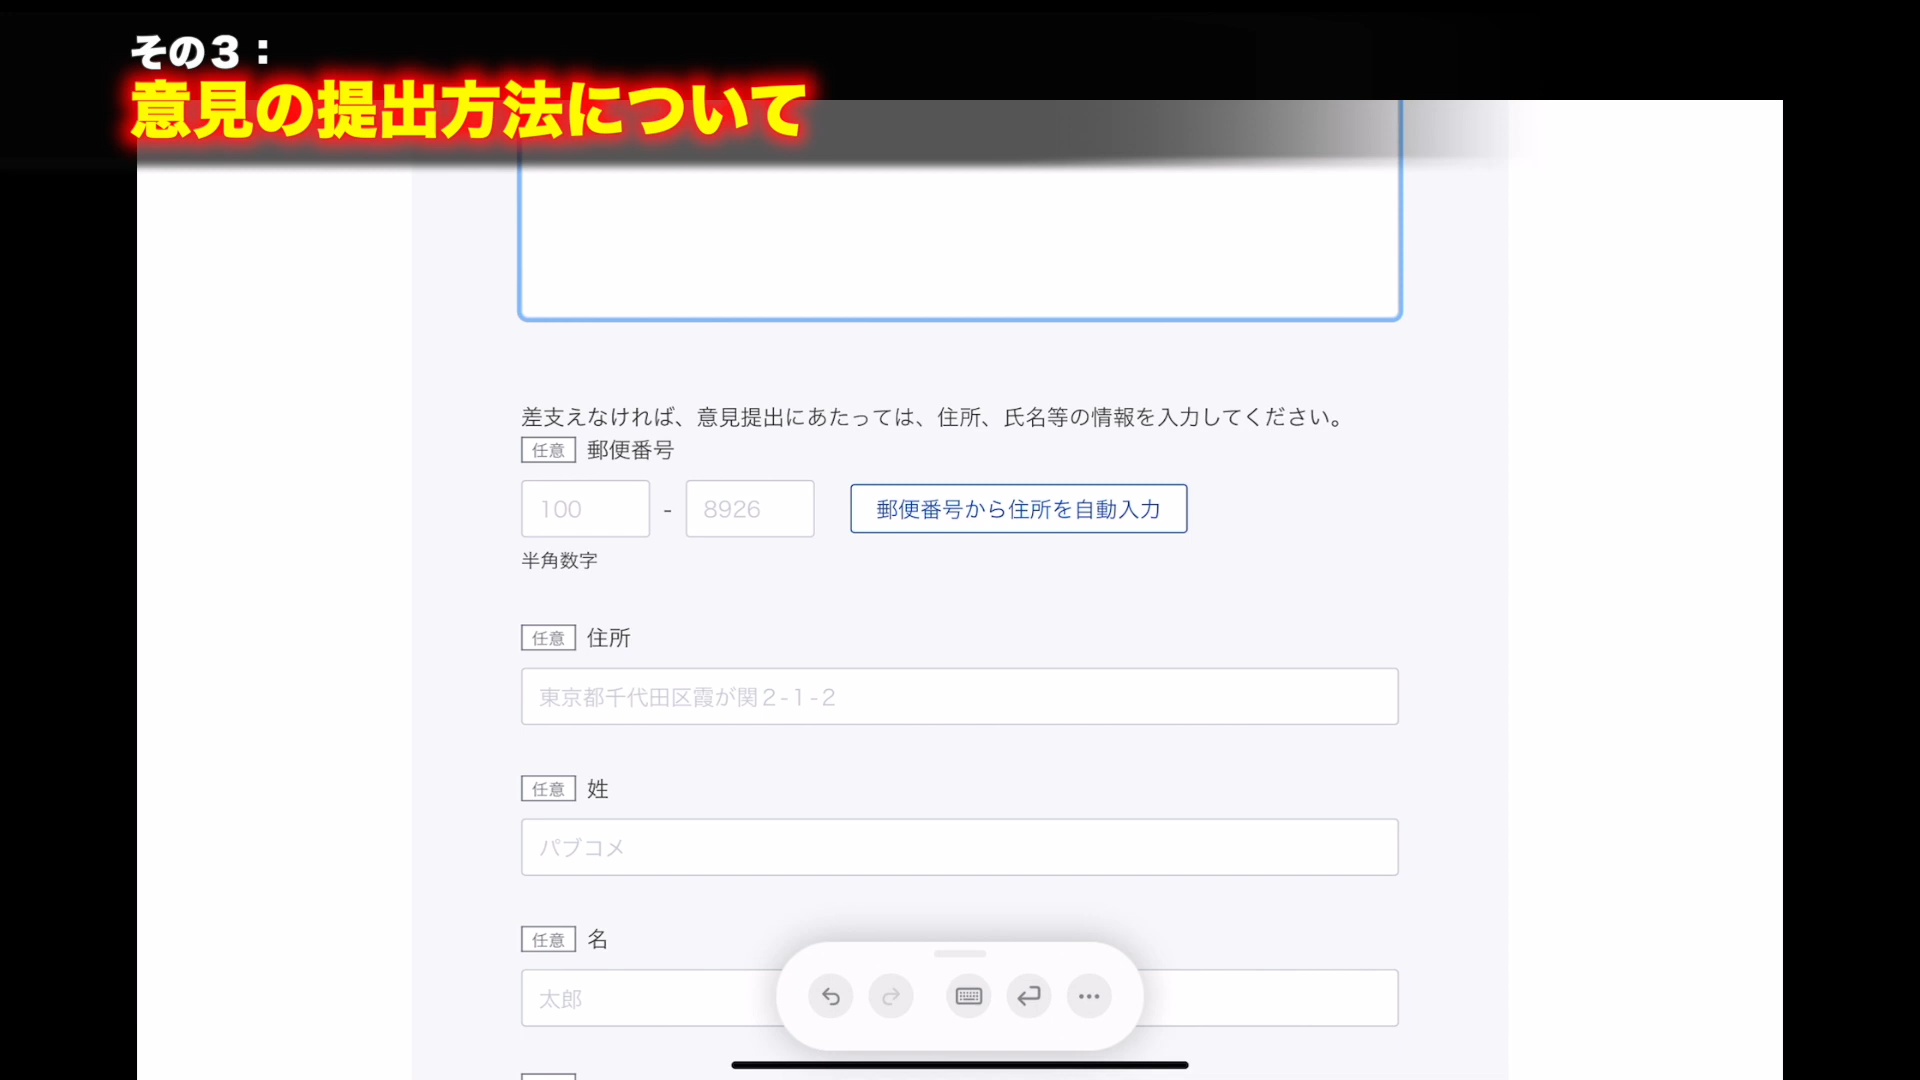 その3：
意見の提出方法について
差支えなければ、意見提出にあたっては、住所、氏名等の情報を入力してください。
任意 郵便番号
100 - 8926 郵便番号から住所を自動入力
半角数字
任意 住所
東京都千代田区霞が関２-１-２
任意 姓
パブコメ
任意 名
太郎